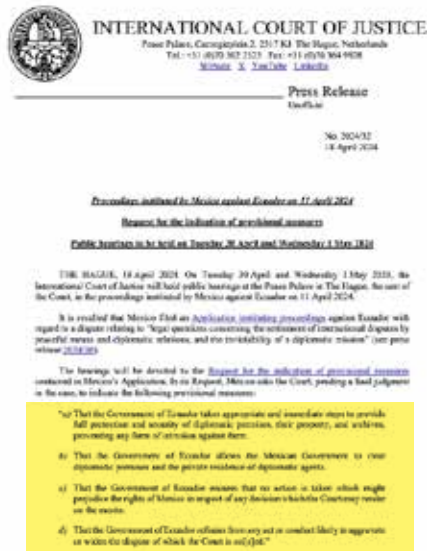 INTERNATIONAL COURT OF JUSTICE
Peace Palace, Carnegieplein 2, 2517 KJ The Hague, Netherlands
Tel.: +31 (0)70 302 2323 Fax: +31 (0)70 364 9928
Website X YouTube LinkedIn
Press Release
Unofficial
No. 2024/32
18 April 2024
Proceedings instituted by Mexico against Ecuador on 11 April 2024
Request for the indication of provisional measures
Public hearings to be held on Tuesday 30 April and Wednesday 1 May 2024
THE HAGUE, 18 April 2024. On Tuesday 30 April and Wednesday 1 May 2024, the
International Court of Justice will hold public hearings at the Peace Palace in The Hague, the seat of
the Court, in the proceedings instituted by Mexico against Ecuador on 11 April 2024.
It is recalled that Mexico filed an Application instituting proceedings against Ecuador with
regard to a dispute relating to "legal questions concerning the settlement of international disputes by
peaceful means and diplomatic relations, and the inviolability of a diplomatic mission" (see press
release
The hearings will be devoted to the Request for the indication of provisional measures
contained in Mexico's Application. In its Request, Mexico asks the Court, pending a final judgment
in the case, to indicate the following provisional measures:
"a) That the Government of Ecuador takes appropriate and immediate steps to provide
full protection and security of diplomatic premises, their property, and archives,
preventing any form of intrusion against them.
b) That the Government of Ecuador allows the Mexican Government to clear
diplomatic premises and the private residence of diplomatic agents.
c) That the Government of Ecuador ensures that no action is taken which might
prejudice the rights of Mexico in respect of any decision which the Court may render
on the merits.
d) That the Government of Ecuador refrains from any act or conduct likely to aggravate
or widen the dispute of which the Court is sei[z]ed."